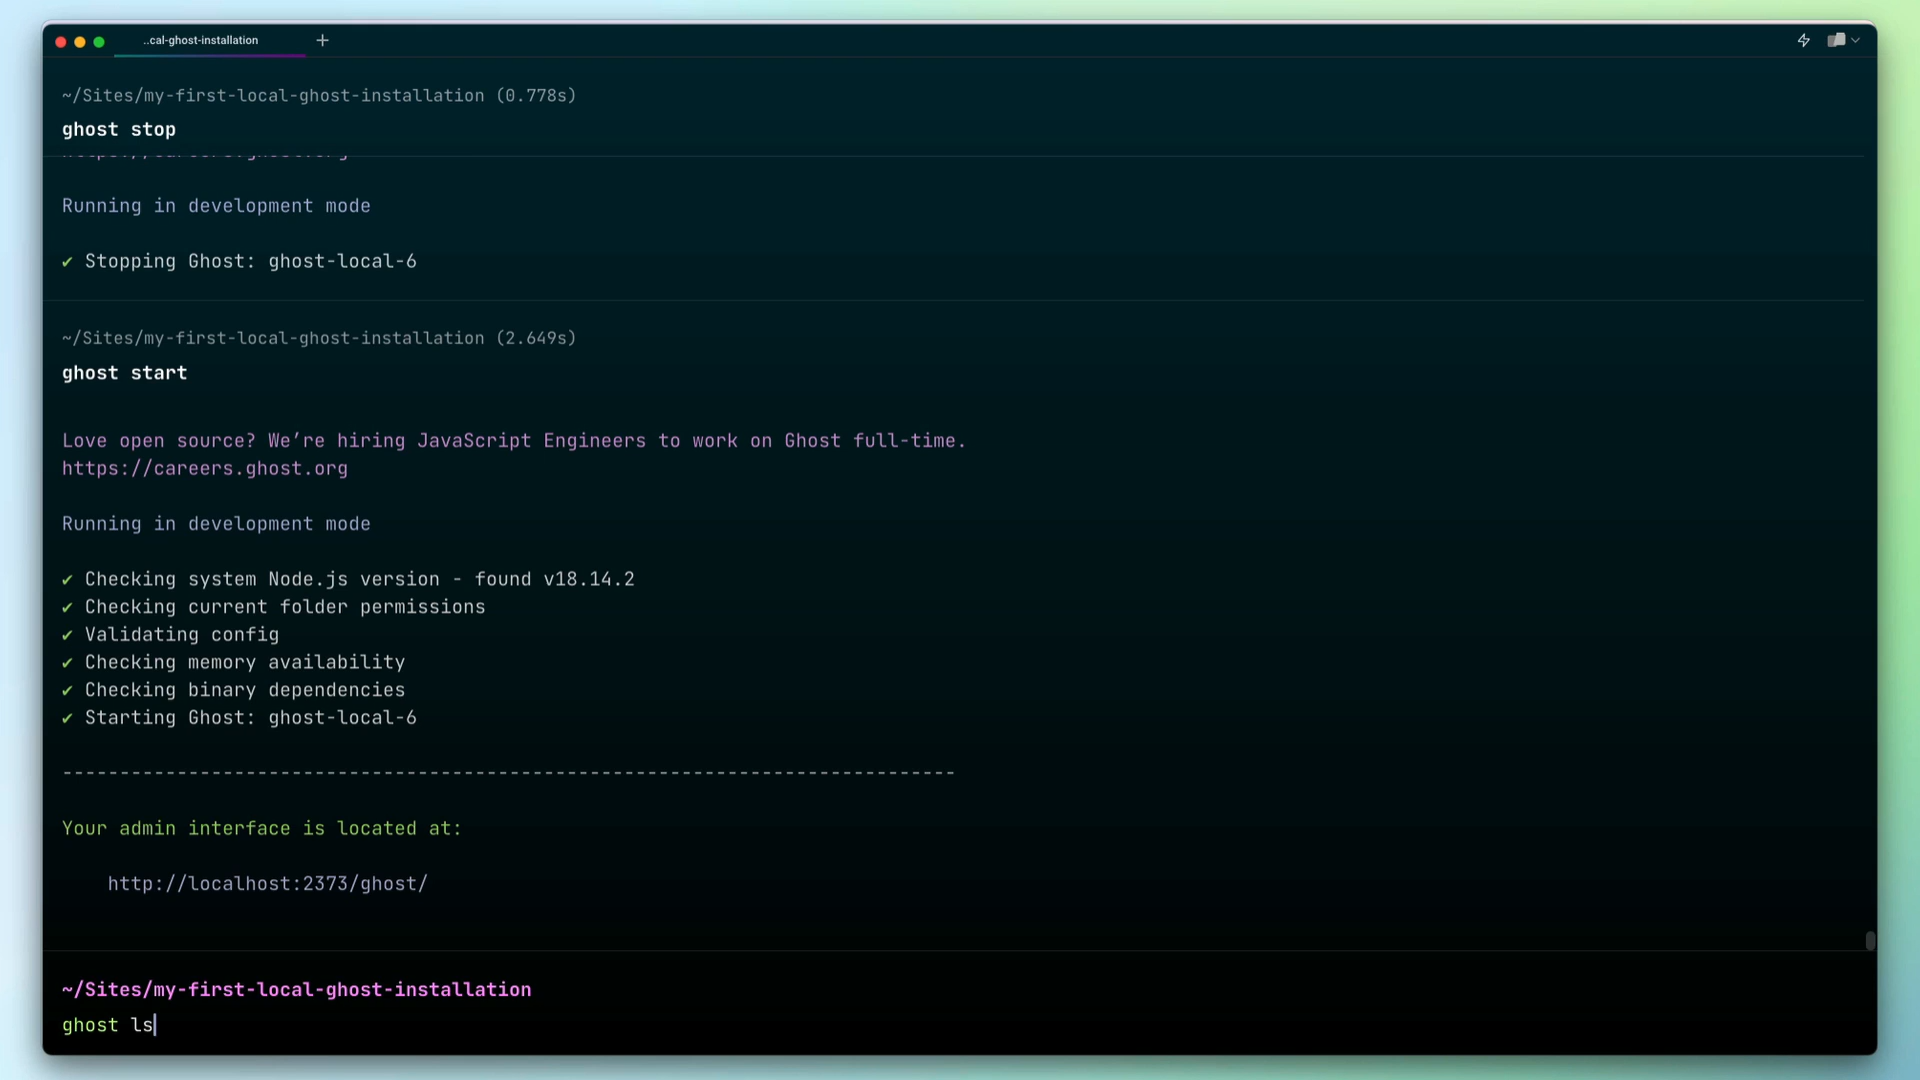 ..cal-ghost-installation
~/Sites/my-first-local-ghost-installation (0.778s)
ghost stop
Running in development mode
✔ Stopping Ghost: ghost-local-6
~/Sites/my-first-local-ghost-installation (2.649s)
ghost start
Love open source? We’re hiring JavaScript Engineers to work on Ghost full-time.
https://careers.ghost.org
Running in development mode
✔ Checking system Node.js version - found v18.14.2
✔ Checking current folder permissions
✔ Validating config
✔ Checking memory availability
✔ Checking binary dependencies
✔ Starting Ghost: ghost-local-6
------------------------------------------------------------------------------
Your admin interface is located at:
http://localhost:2373/ghost/
~/Sites/my-first-local-ghost-installation
ghost ls